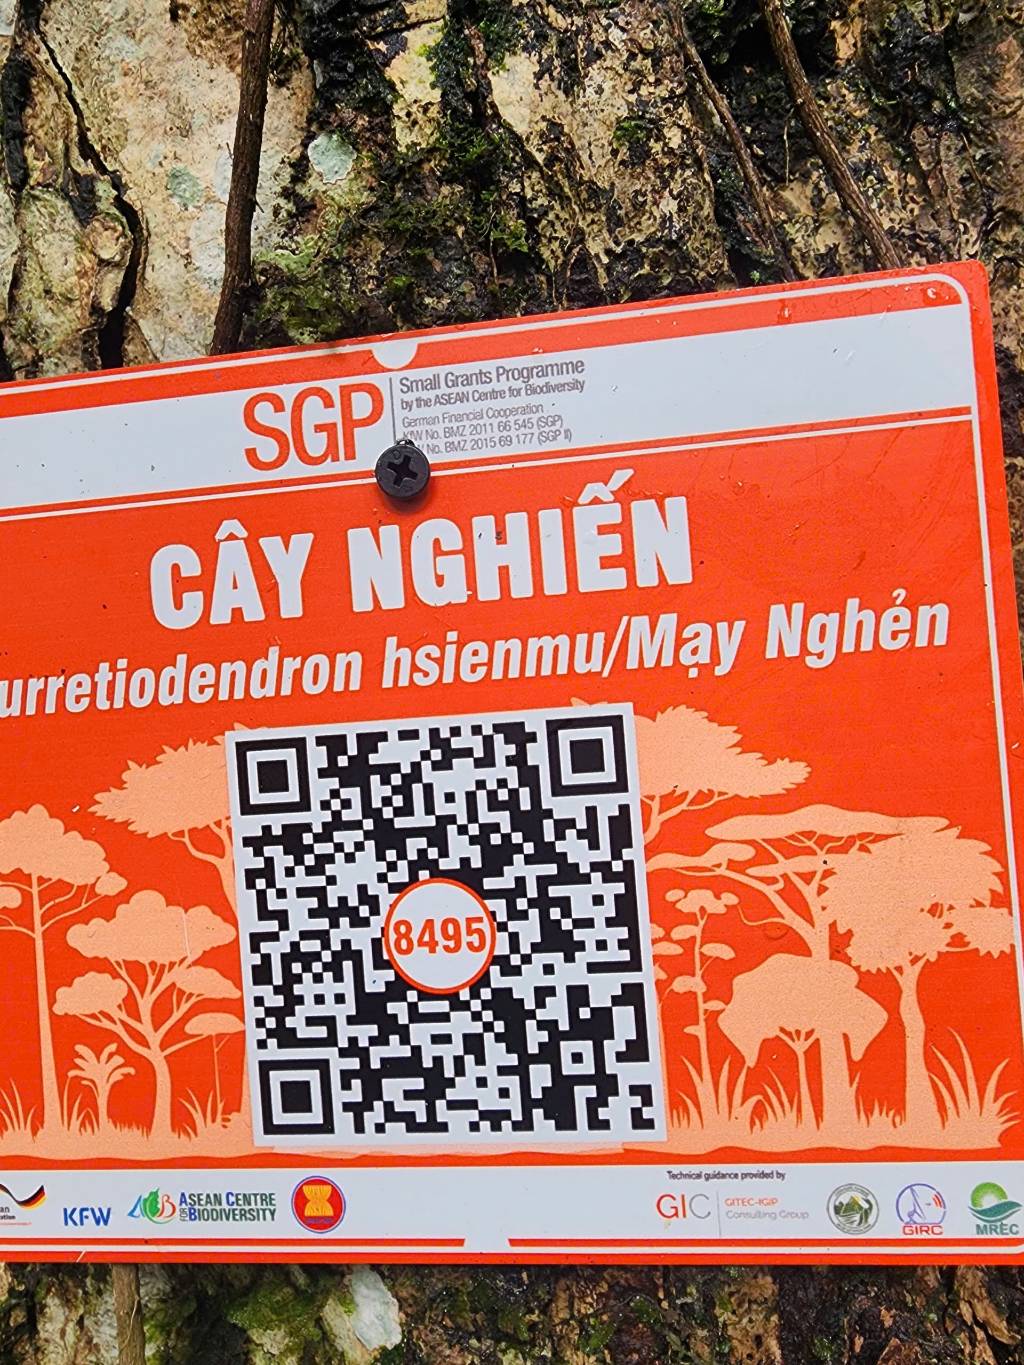 SGP
Small Grants Programme
by the ASEAN Centre for Biodiversity
German Financial Cooperation
No. BMZ 2011 66 545 (SGP)
No. BMZ 2015 69 177 (SGP II)
CÂY NGHIẾN
urretiodendron hsienmu/Mạy Nghẻn
8495
KFW
ASEAN CENTRE
FOR BIODIVERSITY
Technical guidance provided by
GIC
GITEC-IGIP
Consulting Group
GIRC
MREC